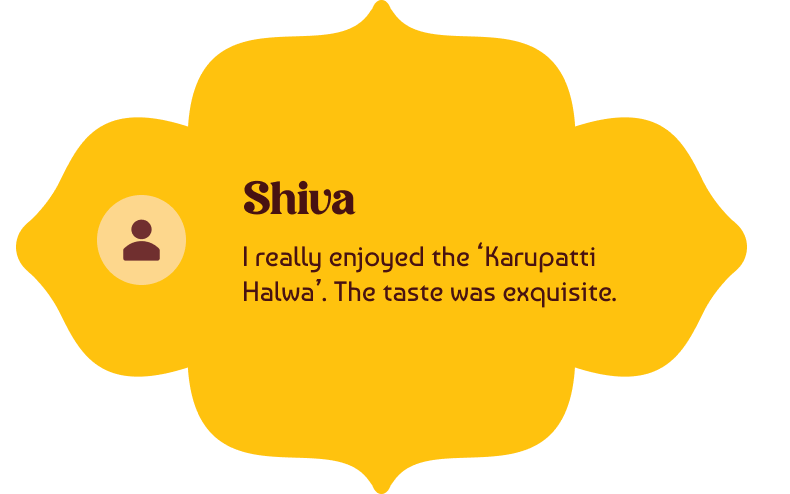 Shiva
I really enjoyed the ‘Karupatti
Halwa’. The taste was exquisite.